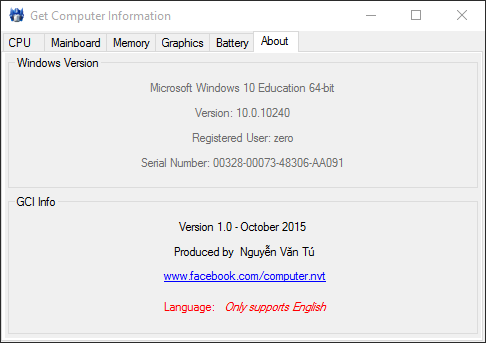 Get Computer Information
CPU Mainboard Memory Graphics Battery About
Windows Version
Microsoft Windows 10 Education 64-bit
Version: 10.0.10240
Registered User: zero
Serial Number: 00328-00073-48306-AA091
GCI Info
Version 1.0 - October 2015
Produced by Nguyễn Văn Tú
www.facebook.com/computer.nvt
Language: Only supports English